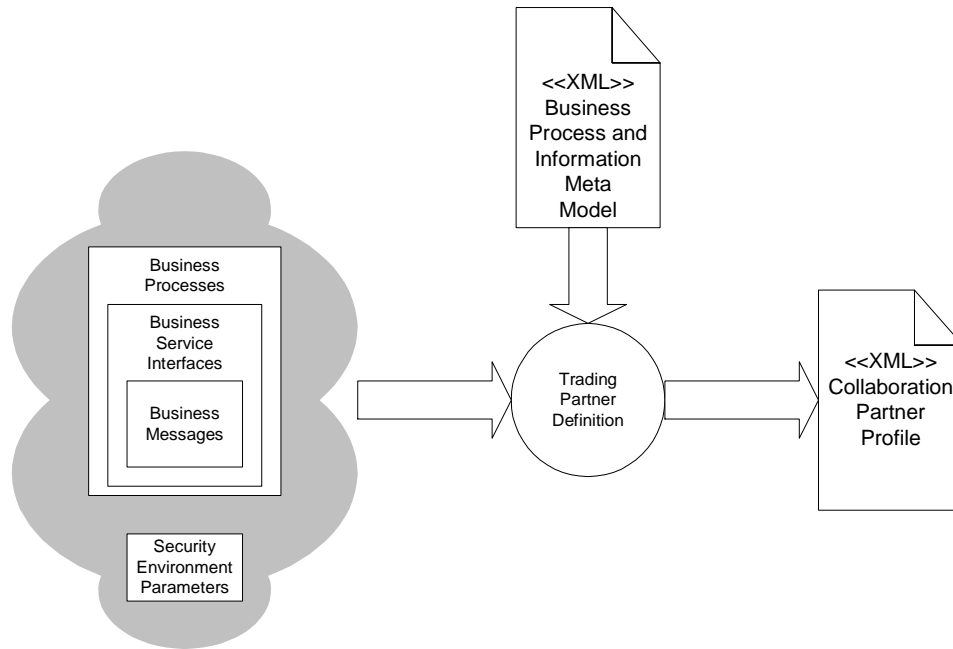 <<XML>>
Business
Process and
Information
Meta
Model
Business
Processes
Business
Service
Interfaces
Business
Messages
Security
Environment
Parameters
Trading
Partner
Definition
<<XML>>
Collaboration
Partner
Profile